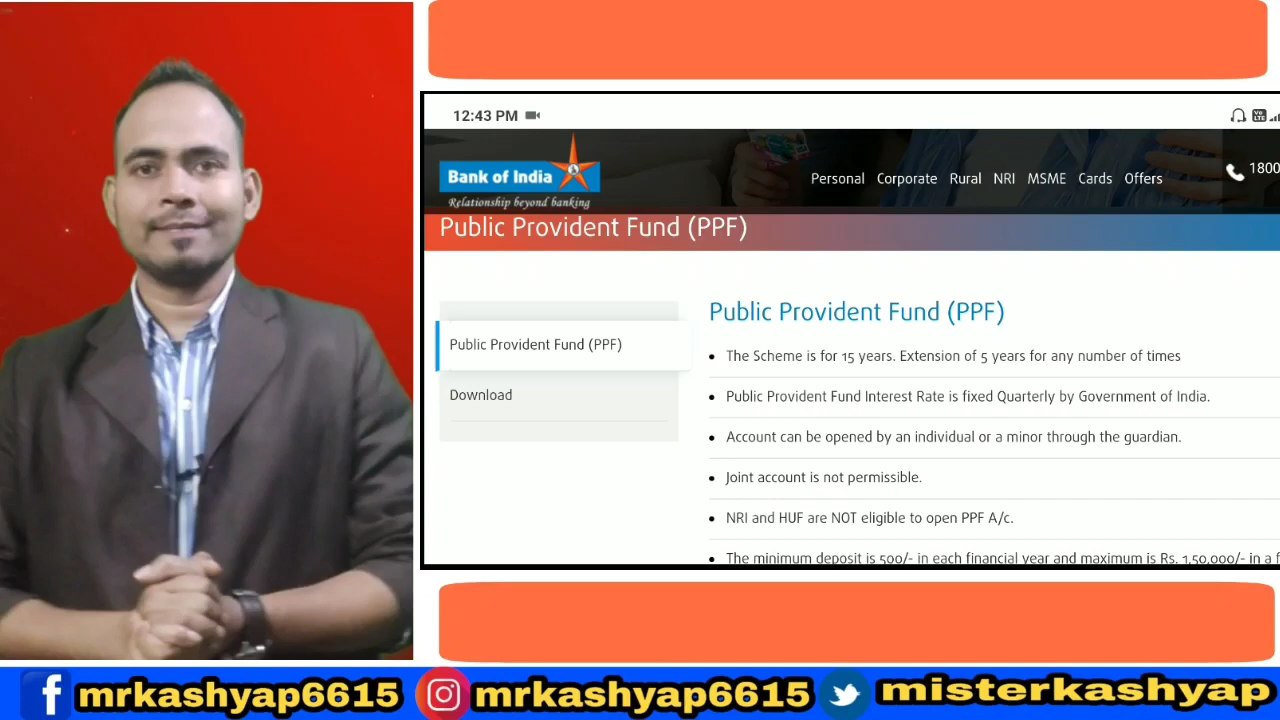 12:43 PM
Vo LTE
Bank of India
Relationship beyond banking
Personal Corporate Rural NRI MSME Cards Offers
1800
Public Provident Fund (PPF)
Public Provident Fund (PPF)
Download
Public Provident Fund (PPF)
• The Scheme is for 15 years. Extension of 5 years for any number of times
• Public Provident Fund Interest Rate is fixed Quarterly by Government of India.
• Account can be opened by an individual or a minor through the guardian.
• Joint account is not permissible.
• NRI and HUF are NOT eligible to open PPF A/c.
• The minimum deposit is 500/- in each financial year and maximum is Rs. 1,50,000/- in a f
mrkashyap6615 mrkashyap6615 misterkashyap